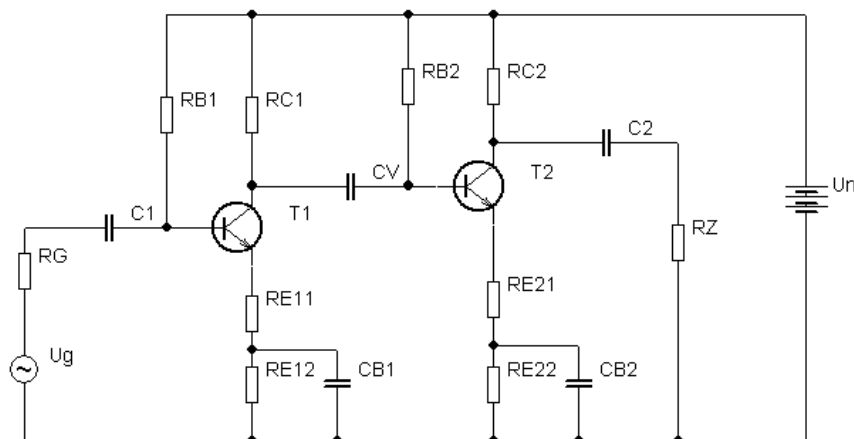 RB1
RC1
RB2
RC2
C2
CV
T2
Un
C1
T1
RG
RZ
RE11
RE21
Ug
RE12
CB1
RE22
CB2